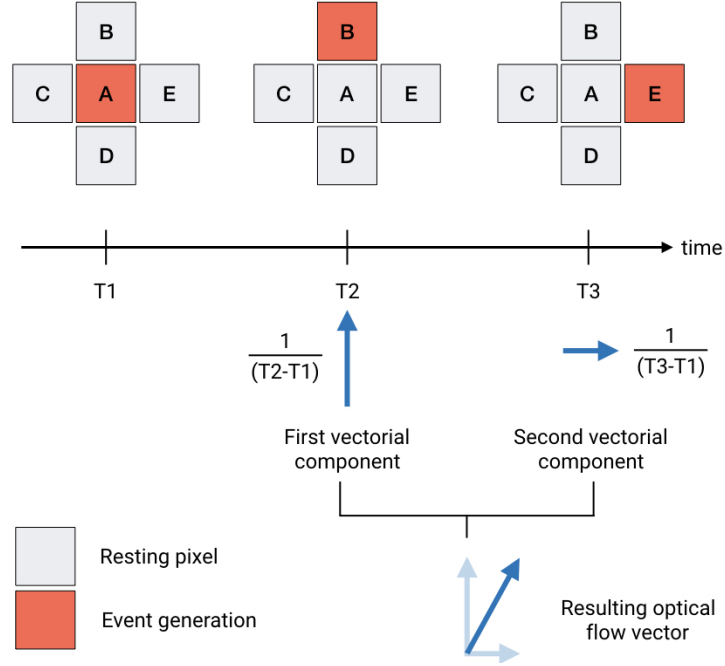 B
C A E
D
B
C A E
D
B
C A E
D
time
T1
T2
T3
1
(T2-T1)
1
(T3-T1)
First vectorial
component
Second vectorial
component
Resting pixel
Event generation
Resulting optical
flow vector